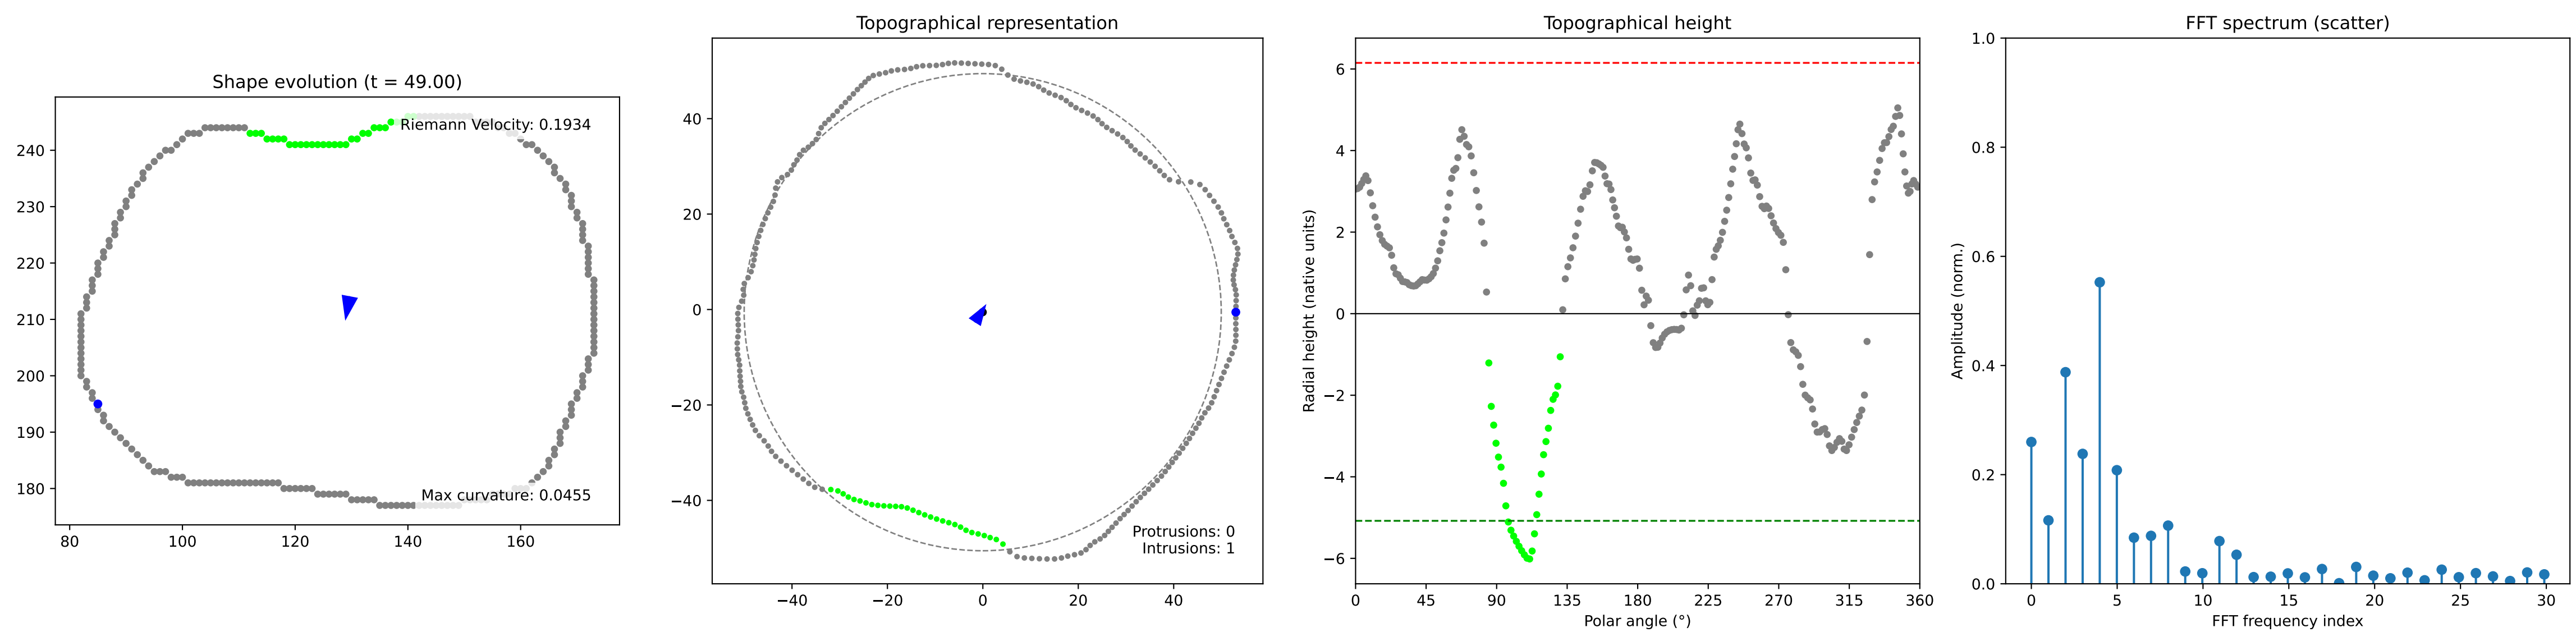 Shape evolution (t = 49.00)
Riemann Velocity: 0.1934
Max curvature: 0.0455
240
230
220
210
200
190
180
80 100 120 140 160
Topographical representation
40
20
0
−20
−40
−40 −20 0 20 40
Protrusions: 0
Intrusions: 1
Topographical height
Radial height (native units)
6
4
2
0
−2
−4
−6
0 45 90 135 180 225 270 315 360
Polar angle (°)
FFT spectrum (scatter)
Amplitude (norm.)
1.0
0.8
0.6
0.4
0.2
0.0
0 5 10 15 20 25 30
FFT frequency index